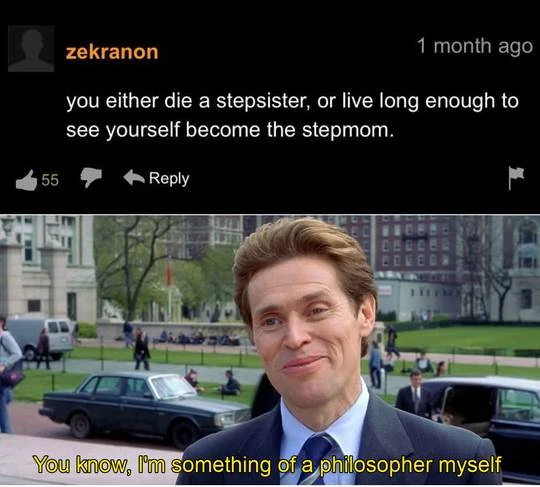 zekranon
1 month ago
you either die a stepsister, or live long enough to
see yourself become the stepmom.
55
Reply
You know, I'm something of a philosopher myself